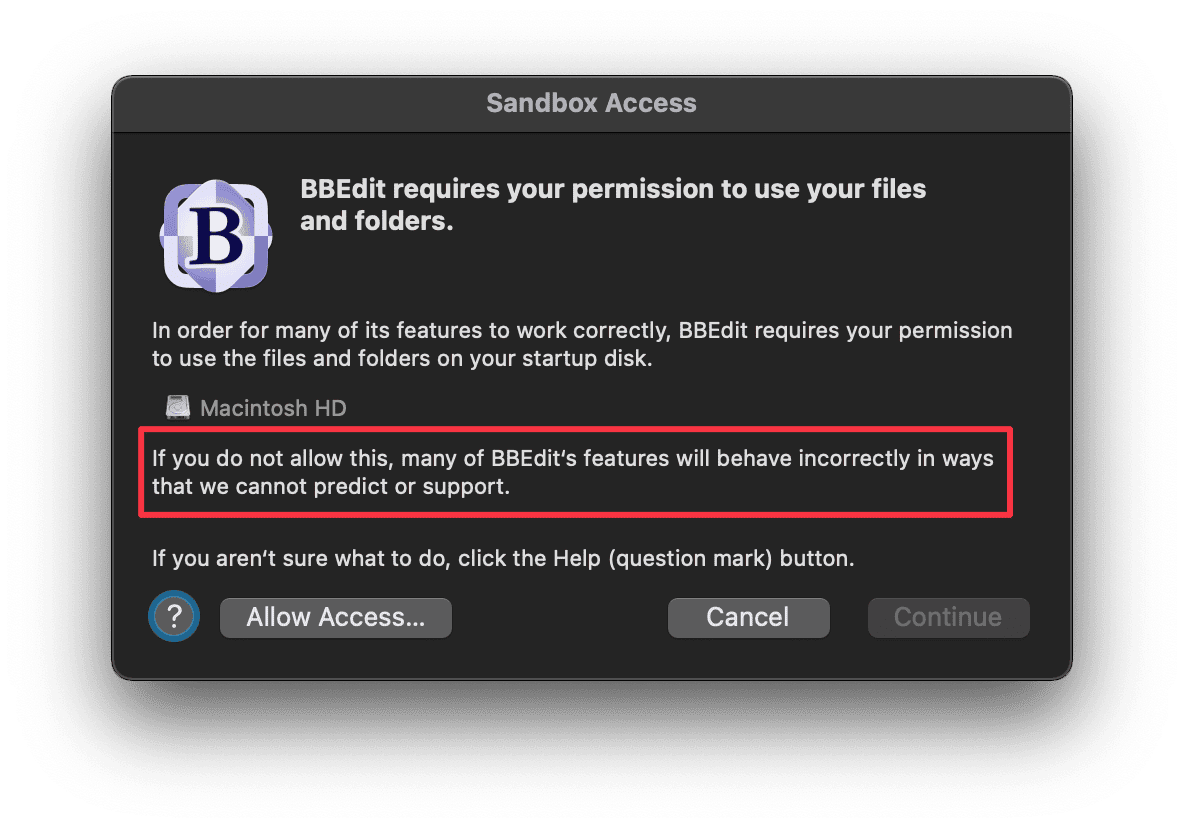 Sandbox Access
B
BBEdit requires your permission to use your files
and folders.
In order for many of its features to work correctly, BBEdit requires your permission
to use the files and folders on your startup disk.
Macintosh HD
If you do not allow this, many of BBEdit‘s features will behave incorrectly in ways
that we cannot predict or support.
If you aren‘t sure what to do, click the Help (question mark) button.
? Allow Access... Cancel Continue